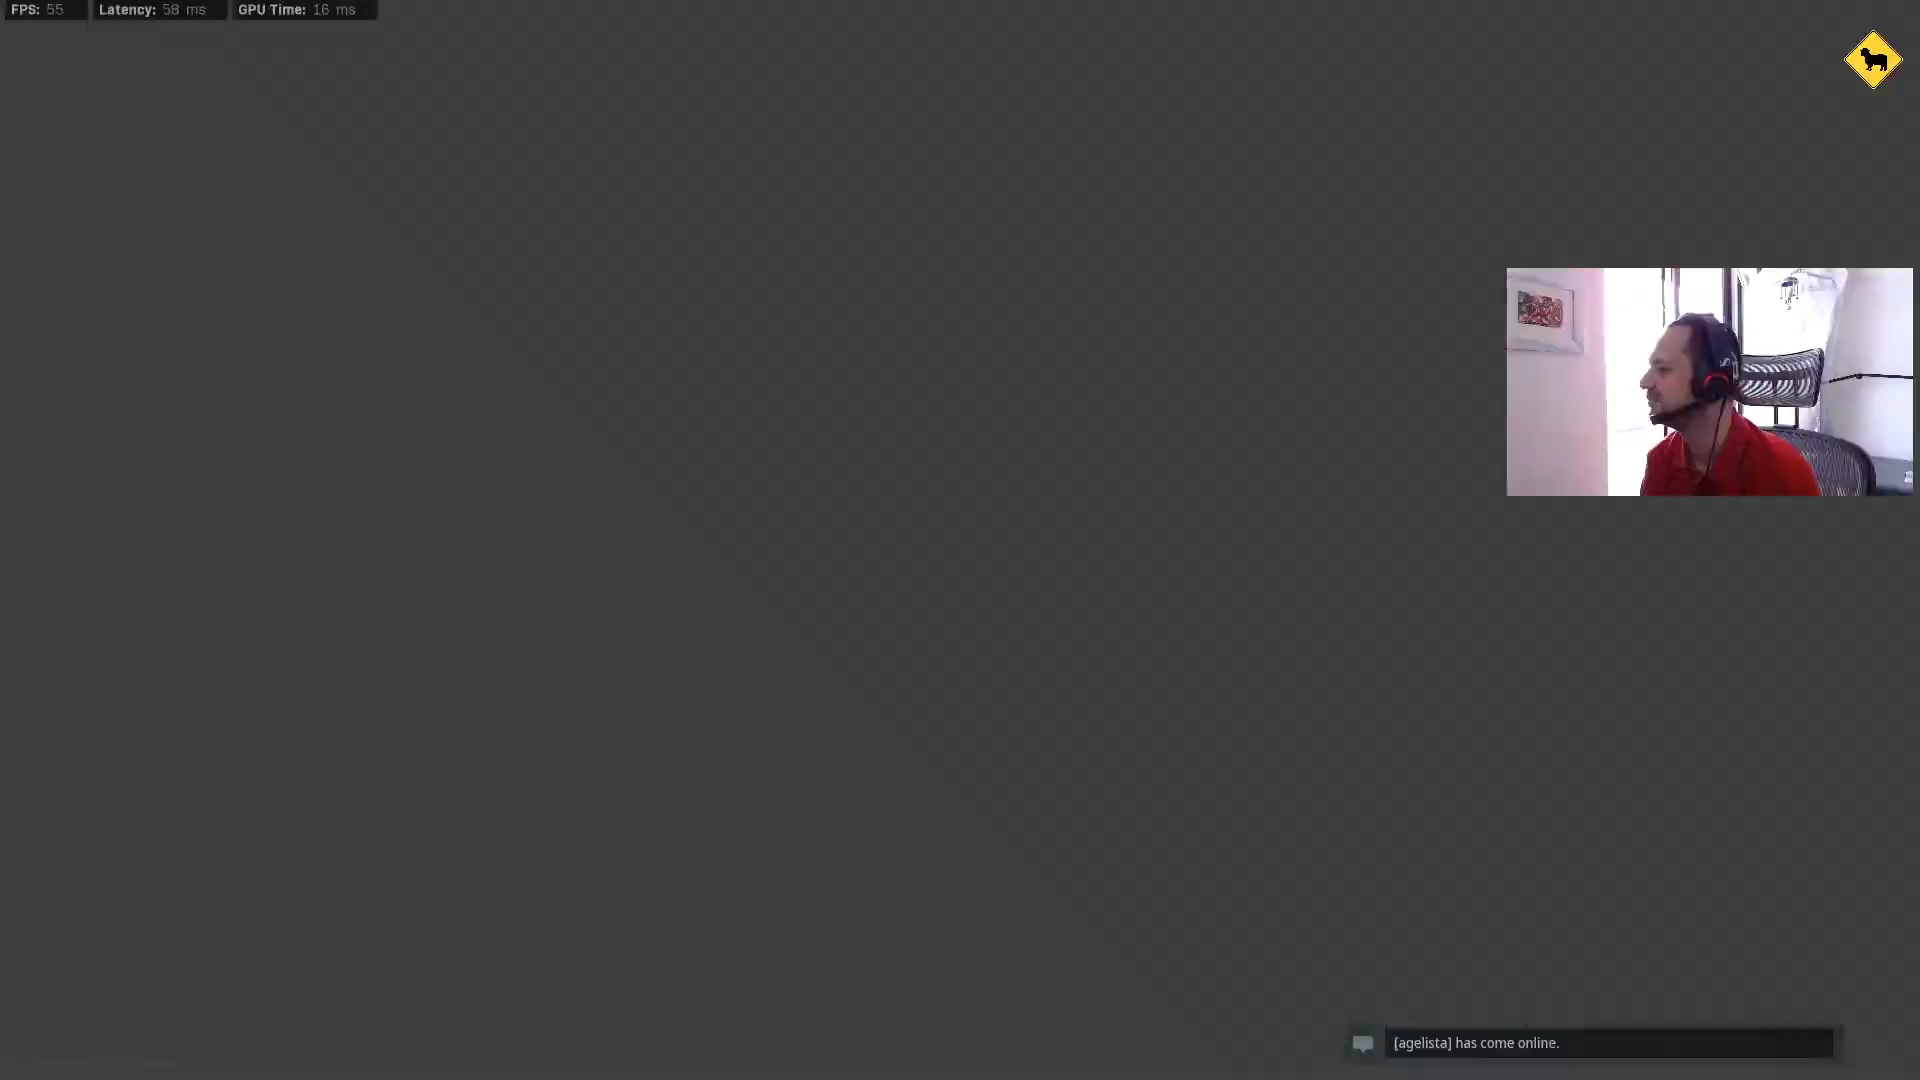 FPS: 55 Latency: 58 ms GPU Time: 16 ms
[agelista] has come online.